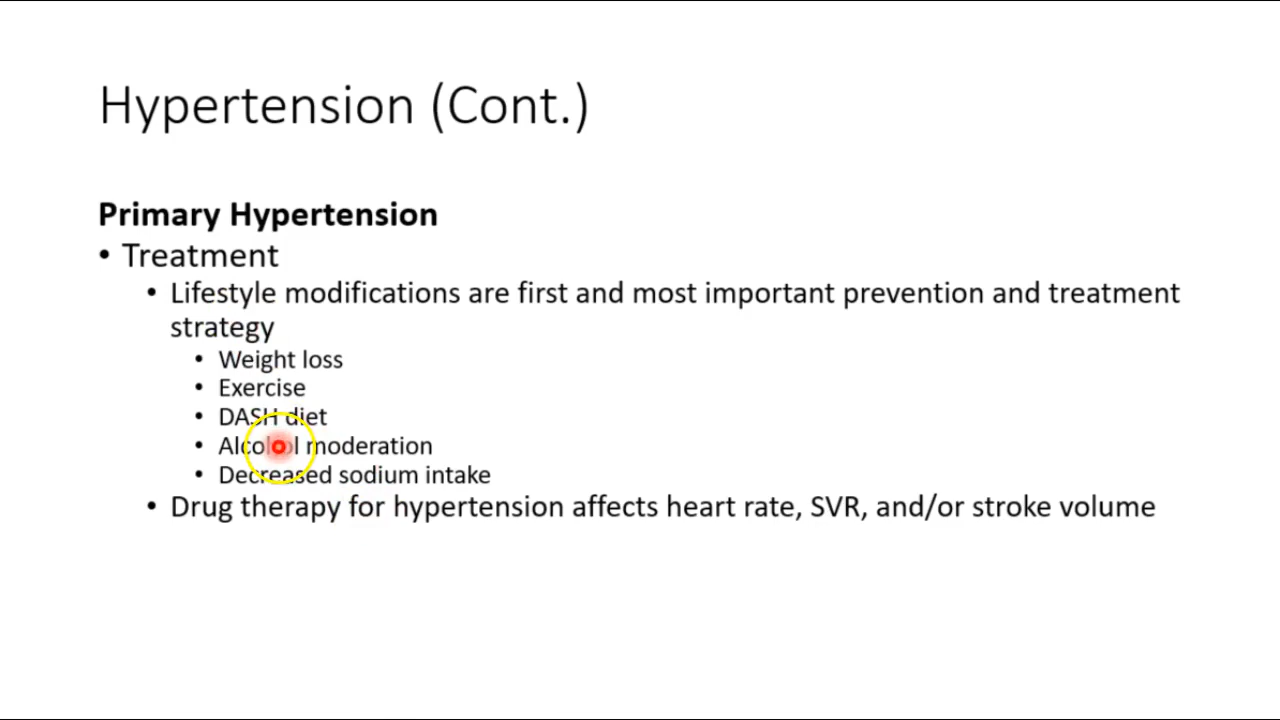 Hypertension (Cont.)
Primary Hypertension
• Treatment
• Lifestyle modifications are first and most important prevention and treatment
strategy
• Weight loss
• Exercise
• DASH diet
• Alcohol moderation
• Decreased sodium intake
• Drug therapy for hypertension affects heart rate, SVR, and/or stroke volume